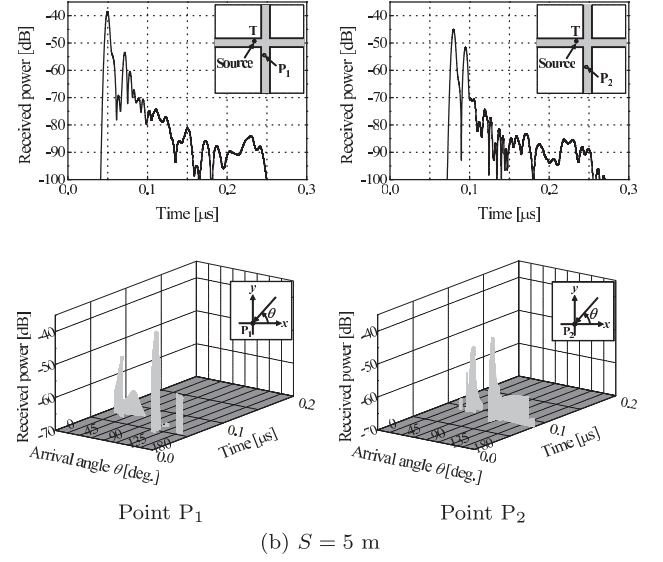 -40
-50
-60
-70
-80
-90
-100
Received power [dB]
0.0 0.1 0.2 0.3
Time [μs]
T
Source
P1
-40
-50
-60
-70
-80
-90
-100
Received power [dB]
0.0 0.1 0.2 0.3
Time [μs]
T
Source
P2
-40
-50
-60
-70
Received power [dB]
0 45 90 135 180
Arrival angle θ [deg.]
0.0 0.1 0.2
Time [μs]
y
θ
P1 x
-40
-50
-60
-70
Received power [dB]
0 45 90 135 180
Arrival angle θ [deg.]
0.0 0.1 0.2
Time [μs]
y
θ
P2 x
Point P1
Point P2
(b) S = 5 m